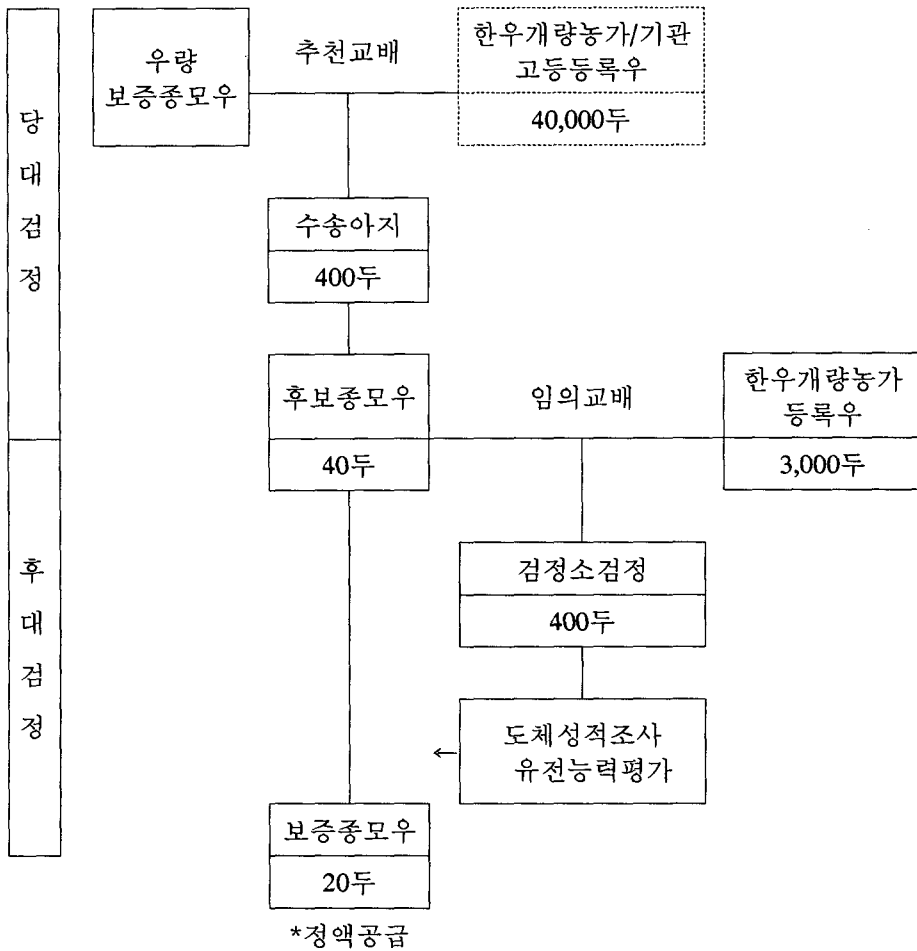 당
대
검
정
우량
보증종모우
추천교배
한우개량농가/기관
고등등록우
40,000두
수송아지
400두
후보종모우
40두
임의교배
한우개량농가
등록우
3,000두
후
대
검
정
검정소검정
400두
도체성적조사
유전능력평가
←
보증종모우
20두
*정액공급